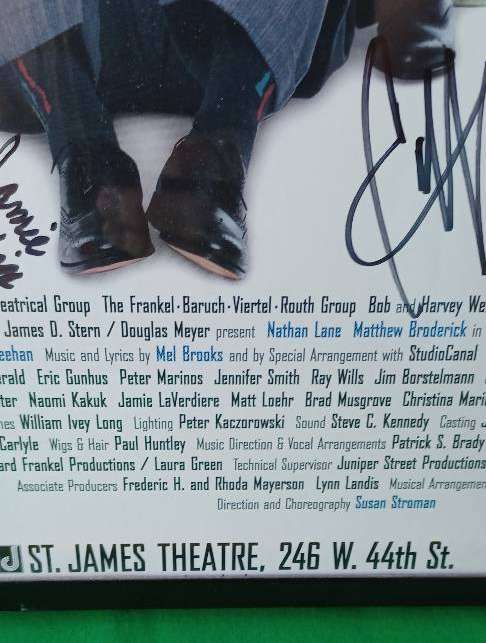 eatrical Group The Frankel · Baruch · Viertel · Routh Group Bob and Harvey We
James D. Stern / Douglas Meyer present Nathan Lane Matthew Broderick in
eehan Music and Lyrics by Mel Brooks and by Special Arrangement with StudioCanal
erald Eric Gunhus Peter Marinos Jennifer Smith Ray Wills Jim Borstelmann
ter Naomi Kakuk Jamie LaVerdiere Matt Loehr Brad Musgrove Christina Mari
nes William Ivey Long Lighting Peter Kaczorowski Sound Steve C. Kennedy Casting J
Carlyle Wigs & Hair Paul Huntley Music Direction & Vocal Arrangements Patrick S. Brady
ard Frankel Productions / Laura Green Technical Supervisor Juniper Street Productions
Associate Producers Frederic H. and Rhoda Mayerson Lynn Landis Musical Arrangemen
Direction and Choreography Susan Stroman
J ST. JAMES THEATRE, 246 W. 44th St.